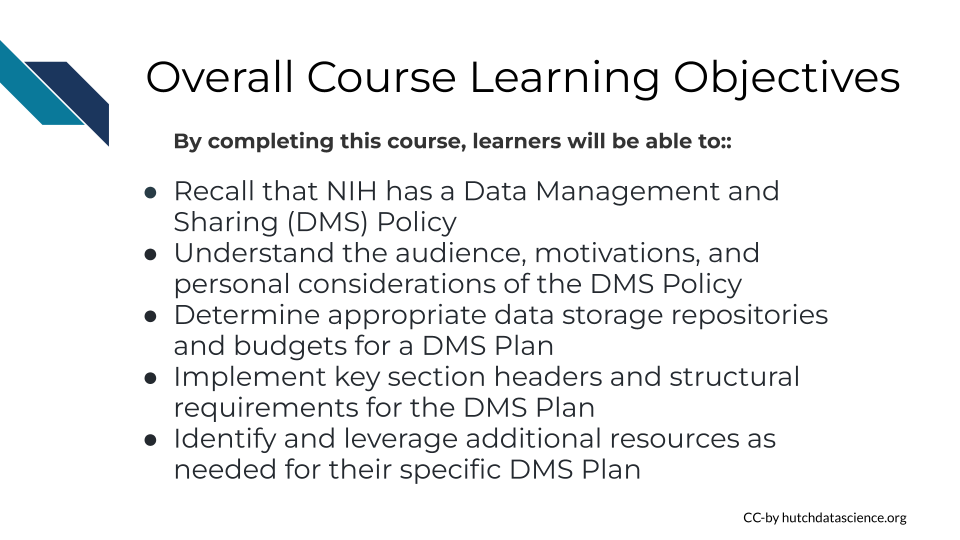 Overall Course Learning Objectives
By completing this course, learners will be able to::
● Recall that NIH has a Data Management and
Sharing (DMS) Policy
● Understand the audience, motivations, and
personal considerations of the DMS Policy
● Determine appropriate data storage repositories
and budgets for a DMS Plan
● Implement key section headers and structural
requirements for the DMS Plan
● Identify and leverage additional resources as
needed for their specific DMS Plan
CC-by hutchdatascience.org